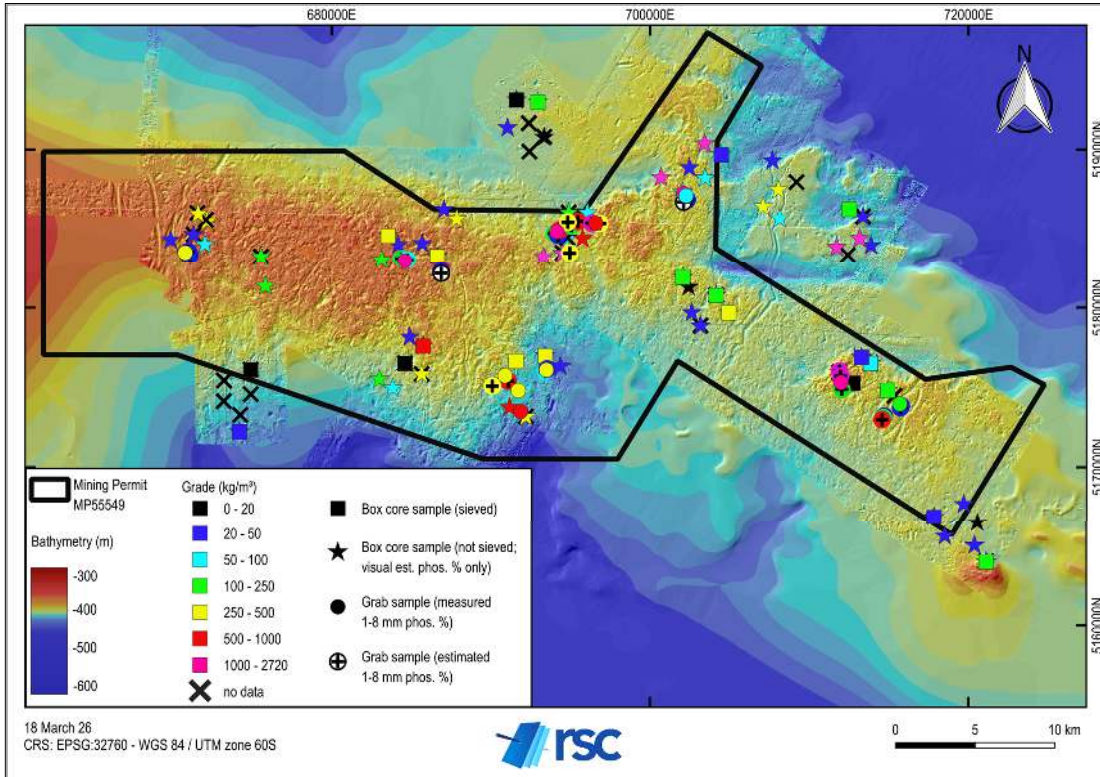 680000E
700000E
720000E
N
5190000N
5180000N
5170000N
5160000N
Mining Permit
MP55549
Bathymetry (m)
-300
-400
-500
-600
Grade (kg/m³)
0 - 20
20 - 50
50 - 100
100 - 250
250 - 500
500 - 1000
1000 - 2720
no data
Box core sample (sieved)
Box core sample (not sieved;
visual est. phos. % only)
Grab sample (measured
1-8 mm phos. %)
Grab sample (estimated
1-8 mm phos. %)
18 March 26
CRS: EPSG:32760 - WGS 84 / UTM zone 60S
rsc
0 5 10 km